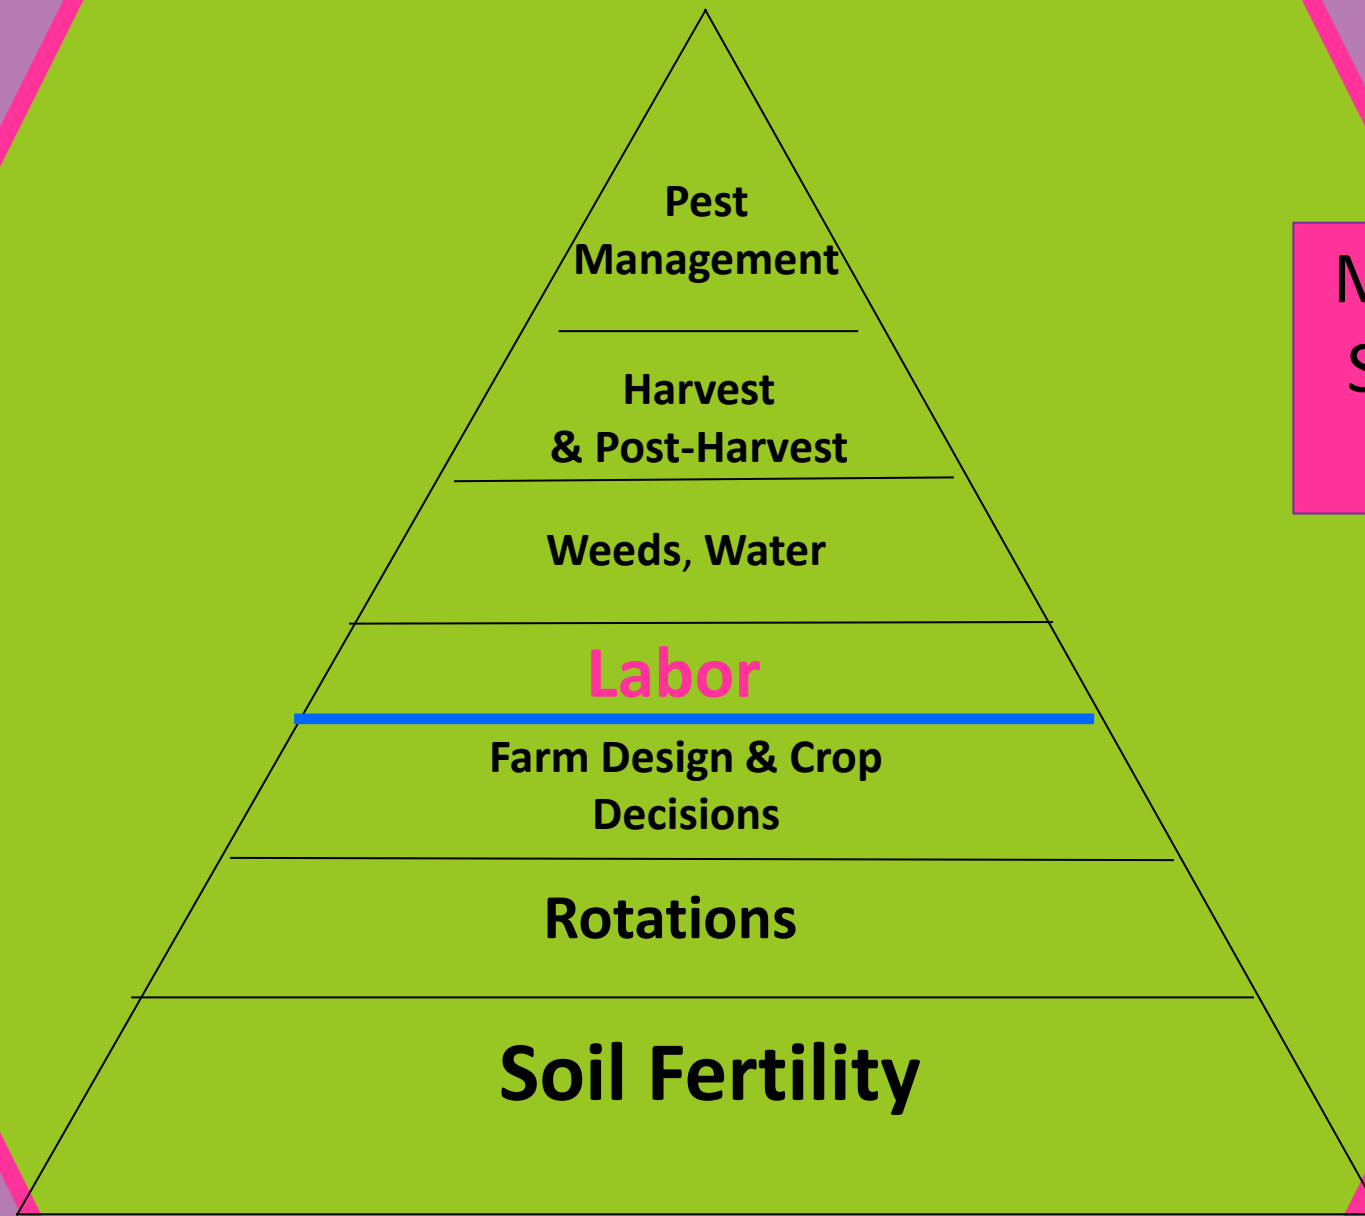 Pest
Management
Harvest
& Post-Harvest
Weeds, Water
Labor
Farm Design & Crop
Decisions
Rotations
Soil Fertility